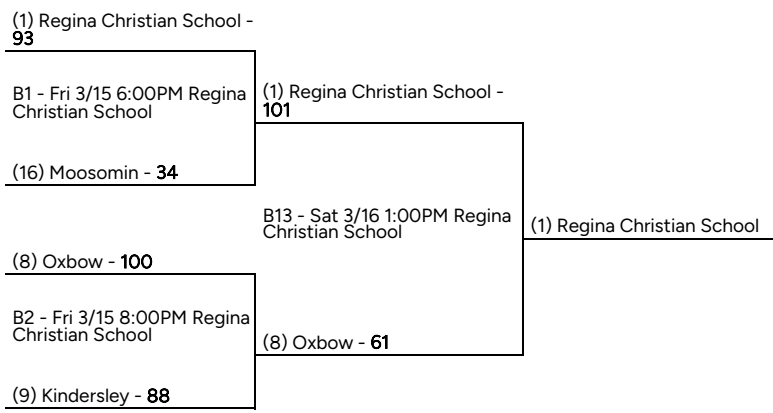 (1) Regina Christian School -
93
B1 - Fri 3/15 6:00PM Regina
Christian School
(16) Moosomin - 34
(8) Oxbow - 100
B2 - Fri 3/15 8:00PM Regina
Christian School
(9) Kindersley - 88
(1) Regina Christian School -
101
B13 - Sat 3/16 1:00PM Regina
Christian School
(8) Oxbow - 61
(1) Regina Christian School